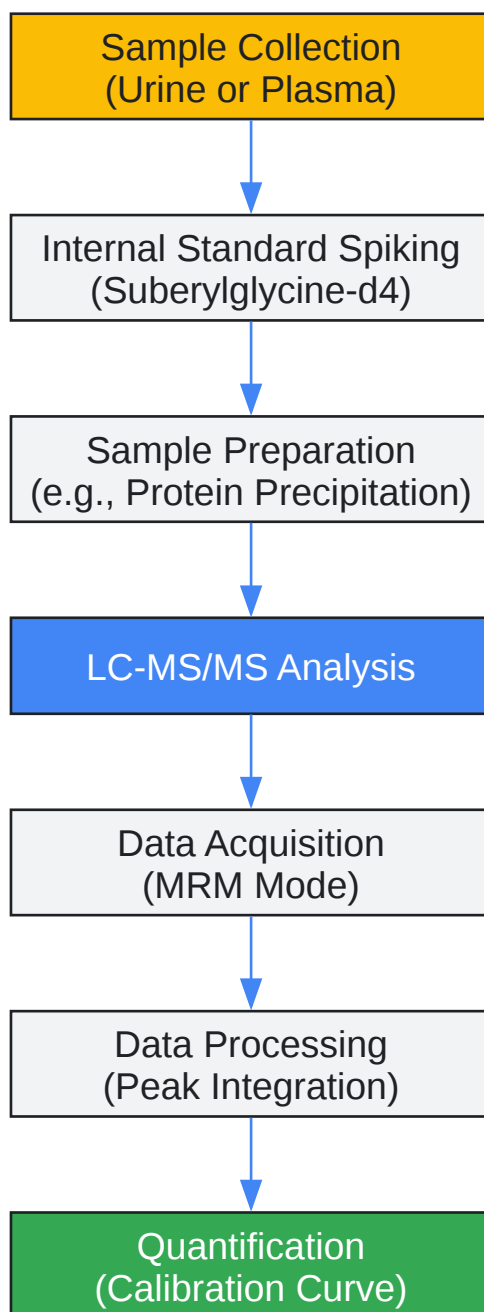 Sample Collection
(Urine or Plasma)
Internal Standard Spiking
(Suberylglycine-d4)
Sample Preparation
(e.g., Protein Precipitation)
LC-MS/MS Analysis
Data Acquisition
(MRM Mode)
Data Processing
(Peak Integration)
Quantification
(Calibration Curve)